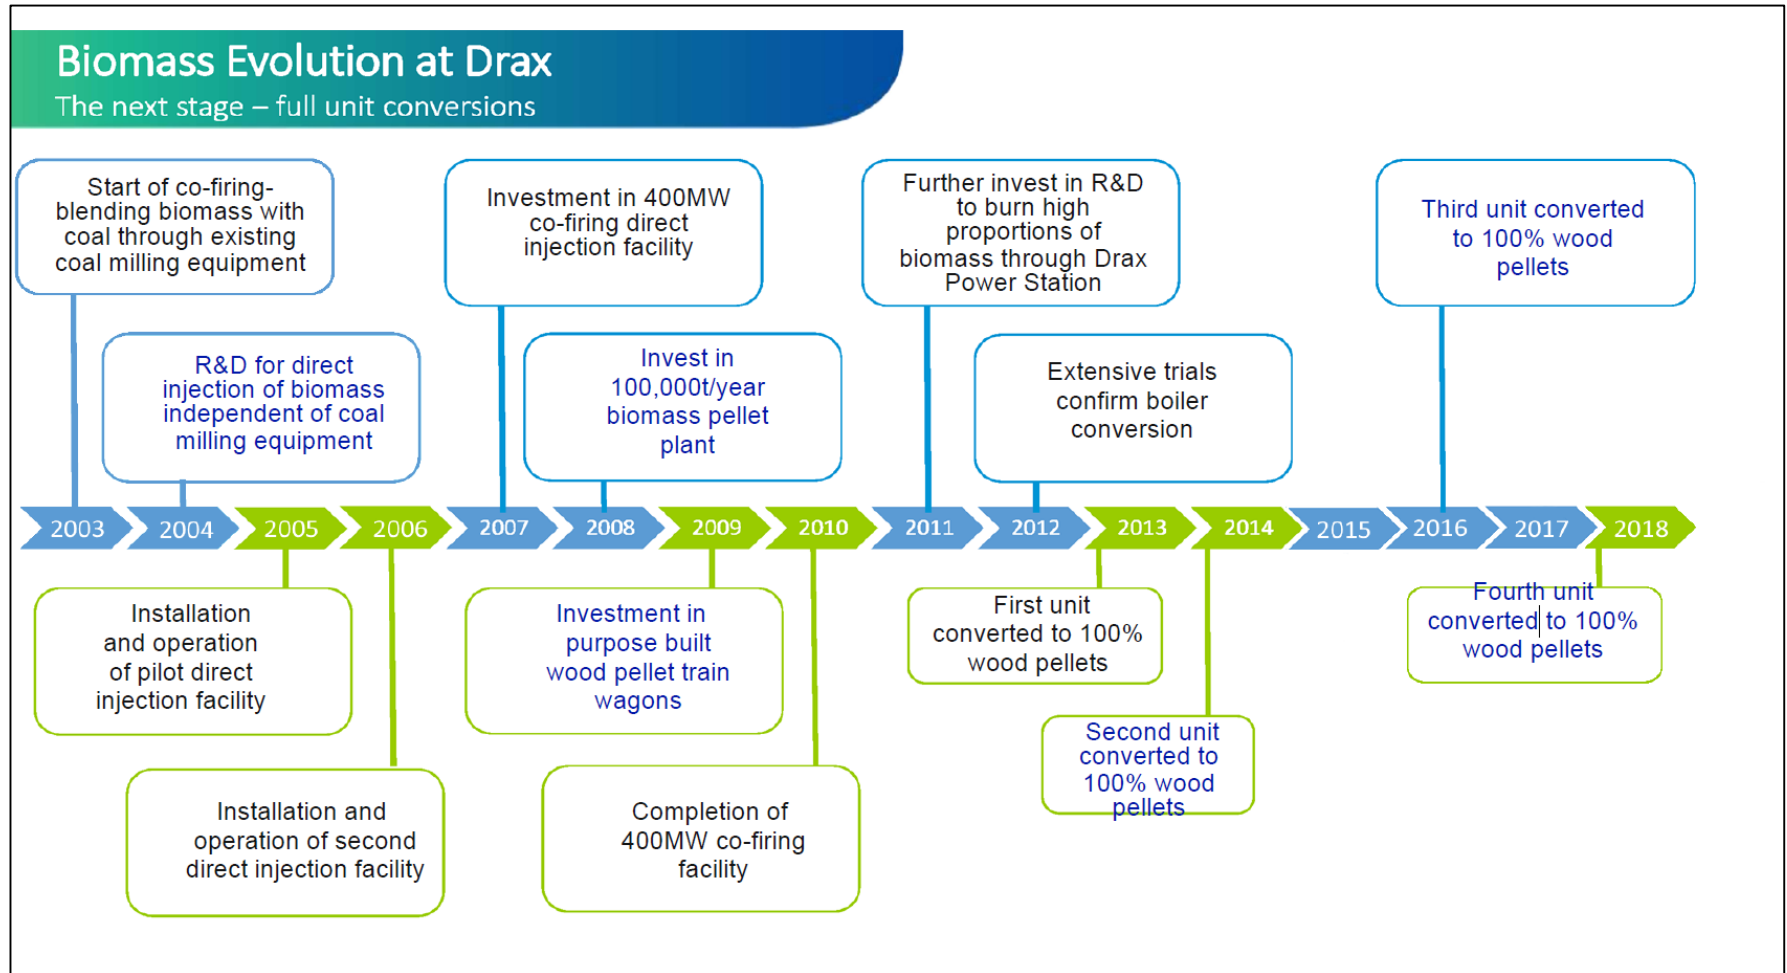 Biomass Evolution at Drax
The next stage – full unit conversions
Start of co-firing-
blending biomass with
coal through existing
coal milling equipment
Investment in 400MW
co-firing direct
injection facility
Further invest in R&D
to burn high
proportions of
biomass through Drax
Power Station
Third unit converted
to 100% wood
pellets
R&D for direct
injection of biomass
independent of coal
milling equipment
Invest in
100,000t/year
biomass pellet
plant
Extensive trials
confirm boiler
conversion
2003 2004 2005 2006 2007 2008 2009 2010 2011 2012 2013 2014 2015 2016 2017 2018
Installation
and operation
of pilot direct
injection facility
Investment in
purpose built
wood pellet train
wagons
First unit
converted to 100%
wood pellets
Fourth unit
converted to 100%
wood pellets
Second unit
converted to
100% wood
pellets
Installation and
operation of second
direct injection facility
Completion of
400MW co-firing
facility